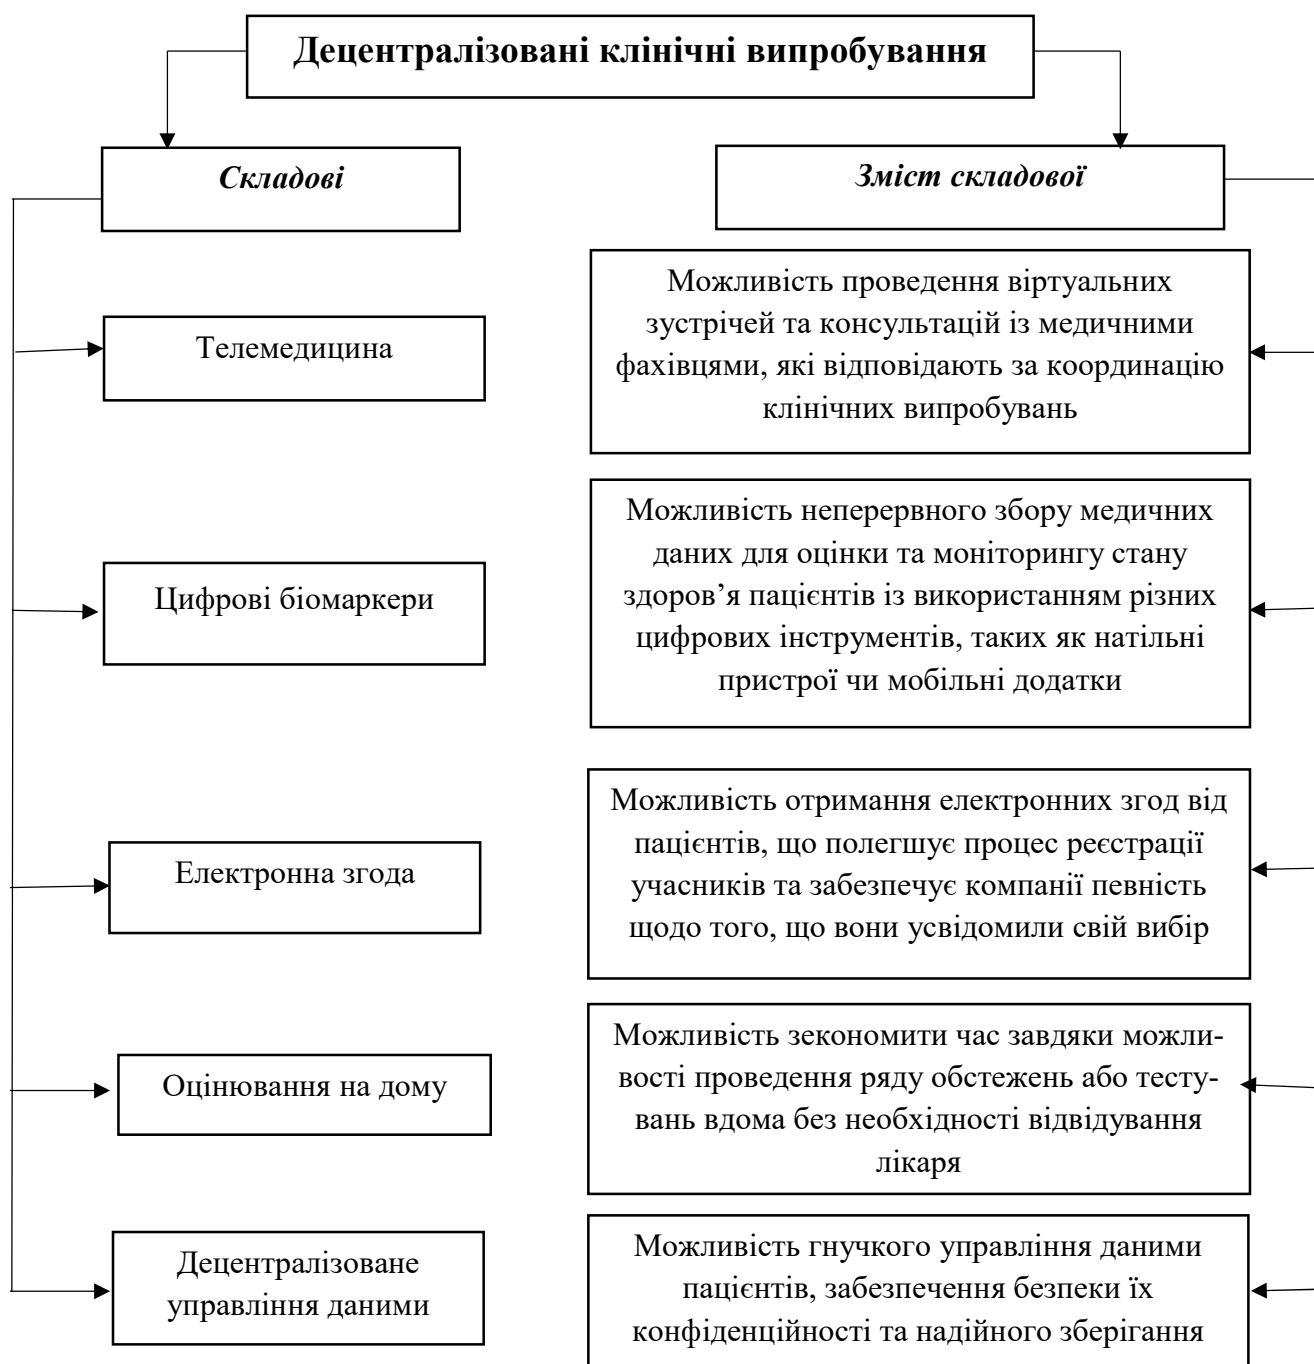 Децентралізовані клінічні випробування
Складові
Зміст складової
Телемедицина
Можливість проведення віртуальних
зустрічей та консультацій із медичними
фахівцями, які відповідають за координацію
клінічних випробувань
Цифрові біомаркери
Можливість неперервного збору медичних
даних для оцінки та моніторингу стану
здоров’я пацієнтів із використанням різних
цифрових інструментів, таких як натільні
пристрої чи мобільні додатки
Електронна згода
Можливість отримання електронних згод від
пацієнтів, що полегшує процес реєстрації
учасників та забезпечує компанії певність
щодо того, що вони усвідомили свій вибір
Оцінювання на дому
Можливість зекономити час завдяки можли-
вості проведення ряду обстежень або тесту-
вань вдома без необхідності відвідування
лікаря
Децентралізоване
управління даними
Можливість гнучкого управління даними
пацієнтів, забезпечення безпеки їх
конфіденційності та надійного зберігання